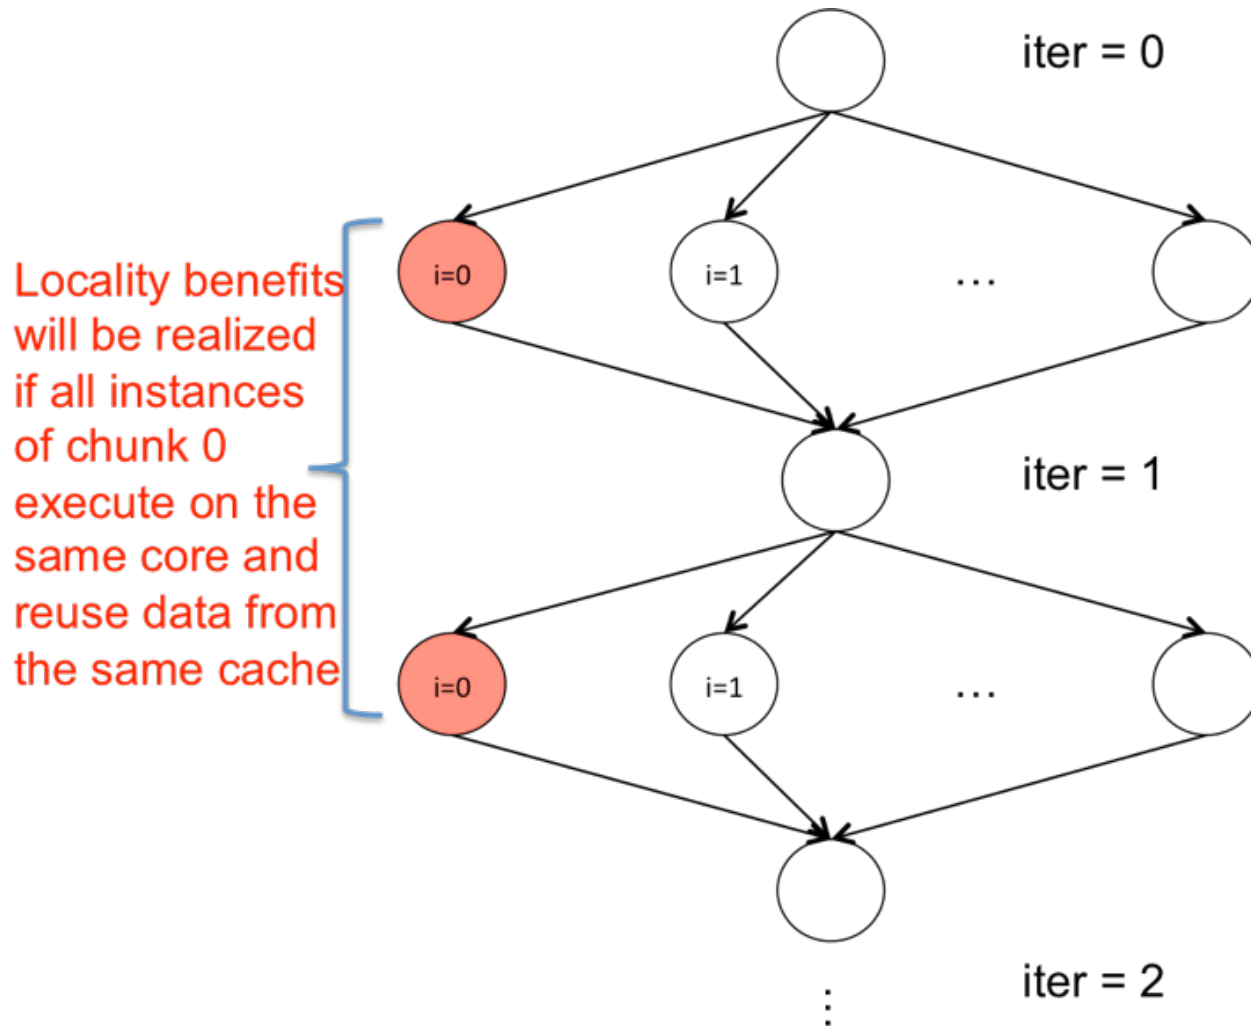 iter = 0
i=0
i=1
...
Locality benefits
will be realized
if all instances
of chunk 0
execute on the
same core and
reuse data from
the same cache
iter = 1
i=0
i=1
...
iter = 2
⋮